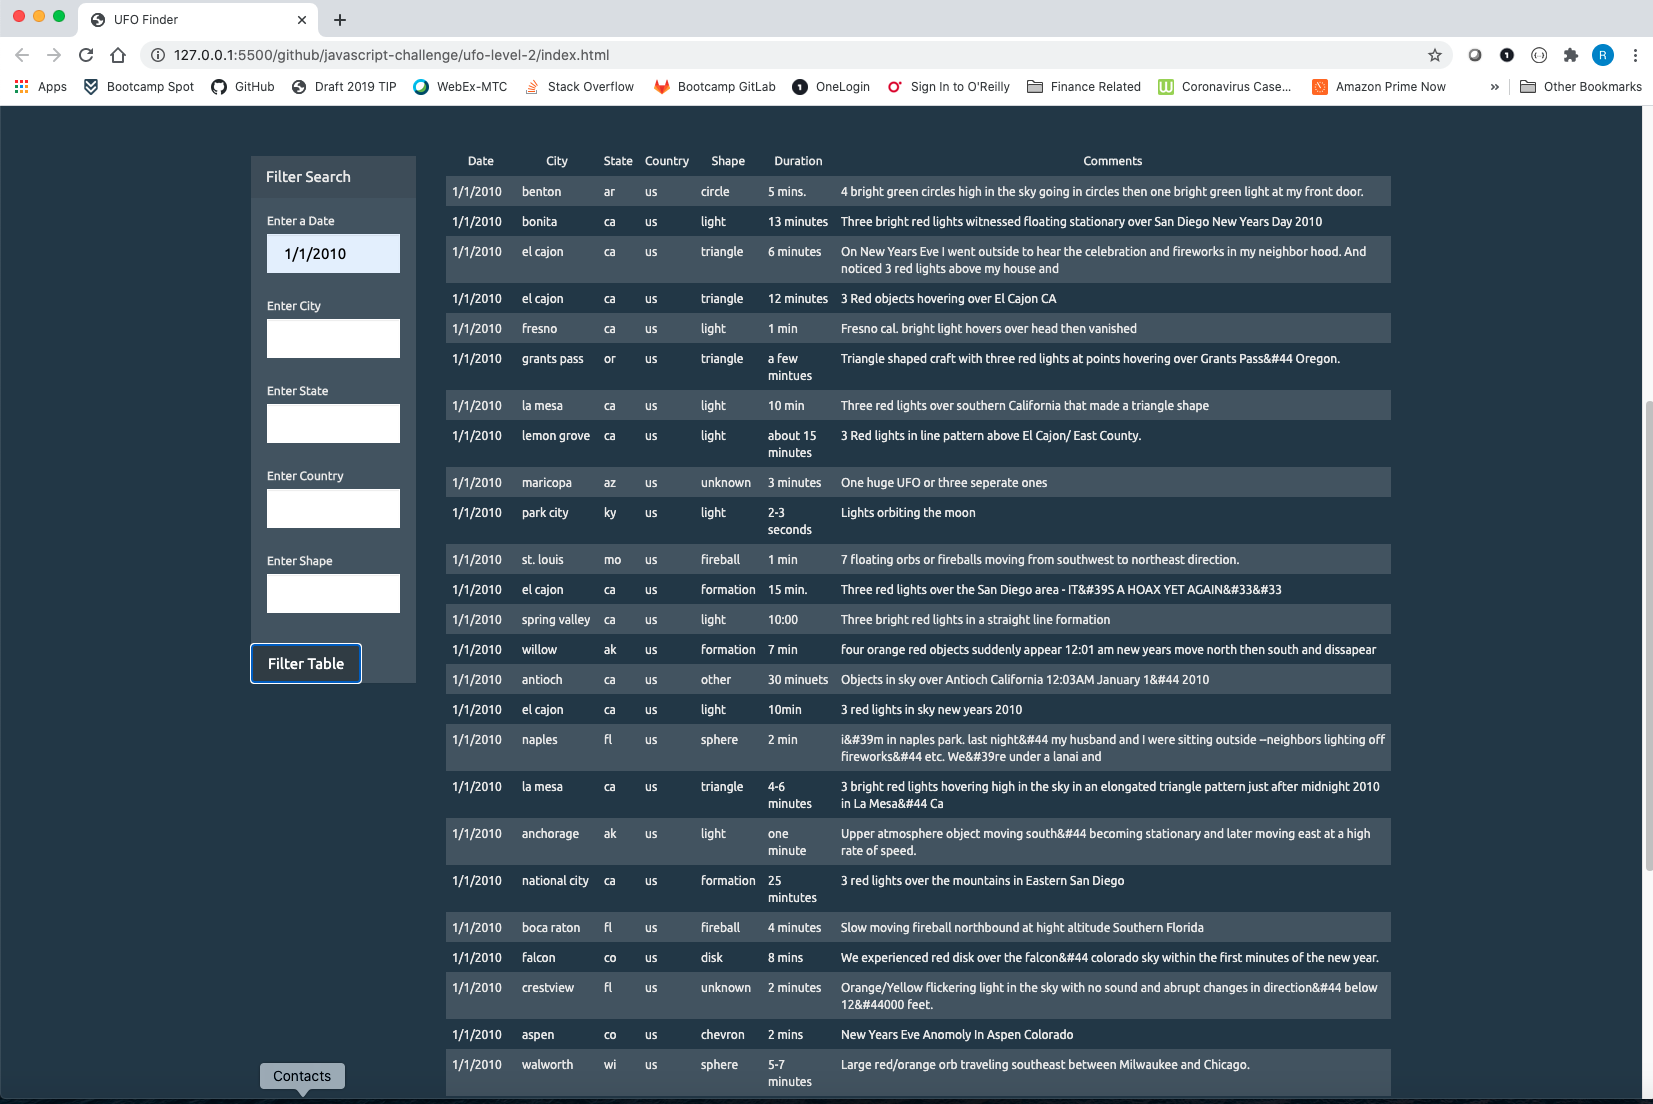 UFO Finder
127.0.0.1:5500/github/javascript-challenge/ufo-level-2/index.html
R
Apps Bootcamp Spot GitHub Draft 2019 TIP WebEx-MTC Stack Overflow Bootcamp GitLab OneLogin Sign In to O'Reilly Finance Related Coronavirus Case... Amazon Prime Now » Other Bookmarks
Filter Search
Enter a Date
1/1/2010
Enter City
Enter State
Enter Country
Enter Shape
Filter Table
Date City State Country Shape Duration Comments
1/1/2010 benton ar us circle 5 mins. 4 bright green circles high in the sky going in circles then one bright green light at my front door.
1/1/2010 bonita ca us light 13 minutes Three bright red lights witnessed floating stationary over San Diego New Years Day 2010
1/1/2010 el cajon ca us triangle 6 minutes On New Years Eve I went outside to hear the celebration and fireworks in my neighbor hood. And
noticed 3 red lights above my house and
1/1/2010 el cajon ca us triangle 12 minutes 3 Red objects hovering over El Cajon CA
1/1/2010 fresno ca us light 1 min Fresno cal. bright light hovers over head then vanished
1/1/2010 grants pass or us triangle a few Triangle shaped craft with three red lights at points hovering over Grants Pass&#44 Oregon.
mintues
1/1/2010 la mesa ca us light 10 min Three red lights over southern California that made a triangle shape
1/1/2010 lemon grove ca us light about 15 3 Red lights in line pattern above El Cajon/ East County.
minutes
1/1/2010 maricopa az us unknown 3 minutes One huge UFO or three seperate ones
1/1/2010 park city ky us light 2-3 Lights orbiting the moon
seconds
1/1/2010 st. louis mo us fireball 1 min 7 floating orbs or fireballs moving from southwest to northeast direction.
1/1/2010 el cajon ca us formation 15 min. Three red lights over the San Diego area - IT&#39S A HOAX YET AGAIN&#33&#33
1/1/2010 spring valley ca us light 10:00 Three bright red lights in a straight line formation
1/1/2010 willow ak us formation 7 min four orange red objects suddenly appear 12:01 am new years move north then south and dissapear
1/1/2010 antioch ca us other 30 minuets Objects in sky over Antioch California 12:03AM January 1&#44 2010
1/1/2010 el cajon ca us light 10min 3 red lights in sky new years 2010
1/1/2010 naples fl us sphere 2 min i&#39m in naples park. last night&#44 my husband and I were sitting outside --neighbors lighting off
fireworks&#44 etc. We&#39re under a lanai and
1/1/2010 la mesa ca us triangle 4-6 3 bright red lights hovering high in the sky in an elongated triangle pattern just after midnight 2010
minutes in La Mesa&#44 Ca
1/1/2010 anchorage ak us light one Upper atmosphere object moving south&#44 becoming stationary and later moving east at a high
minute rate of speed.
1/1/2010 national city ca us formation 25 3 red lights over the mountains in Eastern San Diego
mintutes
1/1/2010 boca raton fl us fireball 4 minutes Slow moving fireball northbound at hight altitude Southern Florida
1/1/2010 falcon co us disk 8 mins We experienced red disk over the falcon&#44 colorado sky within the first minutes of the new year.
1/1/2010 crestview fl us unknown 2 minutes Orange/Yellow flickering light in the sky with no sound and abrupt changes in direction&#44 below
12&#44000 feet.
1/1/2010 aspen co us chevron 2 mins New Years Eve Anomoly In Aspen Colorado
1/1/2010 walworth wi us sphere 5-7 Large red/orange orb traveling southeast between Milwaukee and Chicago.
minutes
Contacts